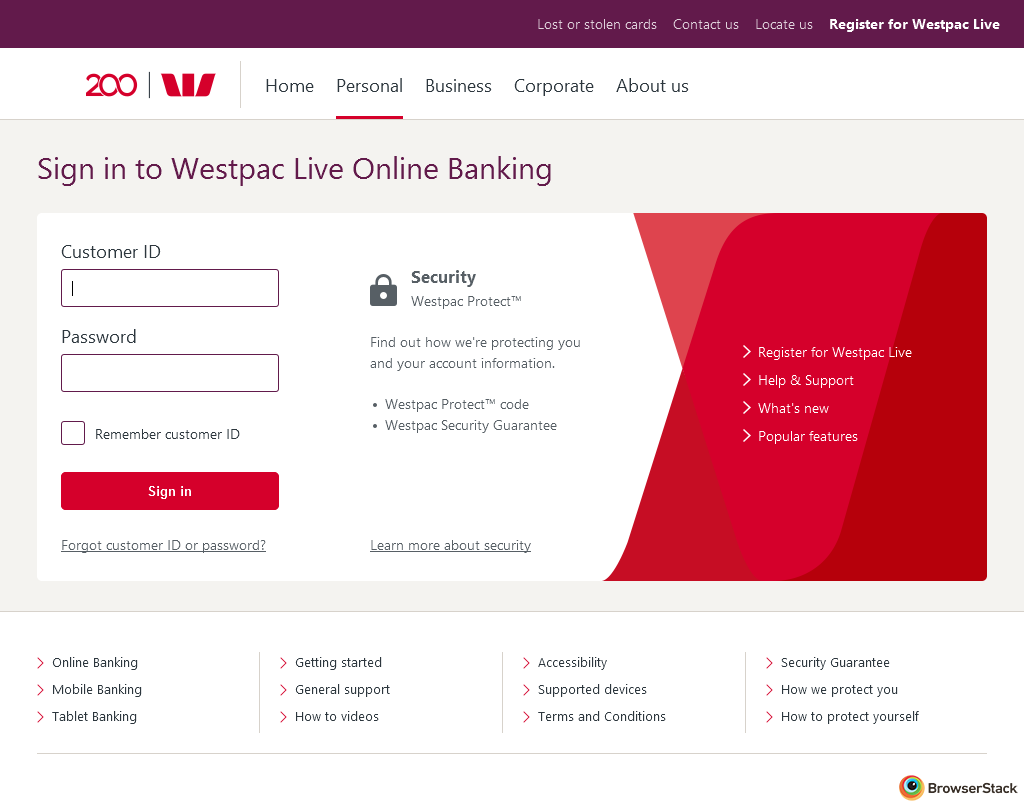 Lost or stolen cards Contact us Locate us Register for Westpac Live
200 Home Personal Business Corporate About us
Sign in to Westpac Live Online Banking
Customer ID
Password
Remember customer ID
Sign in
Forgot customer ID or password?
Security
Westpac Protect™
Find out how we're protecting you
and your account information.
• Westpac Protect™ code
• Westpac Security Guarantee
Learn more about security
Register for Westpac Live
Help & Support
What's new
Popular features
Online Banking
Mobile Banking
Tablet Banking
Getting started
General support
How to videos
Accessibility
Supported devices
Terms and Conditions
Security Guarantee
How we protect you
How to protect yourself
BrowserStack